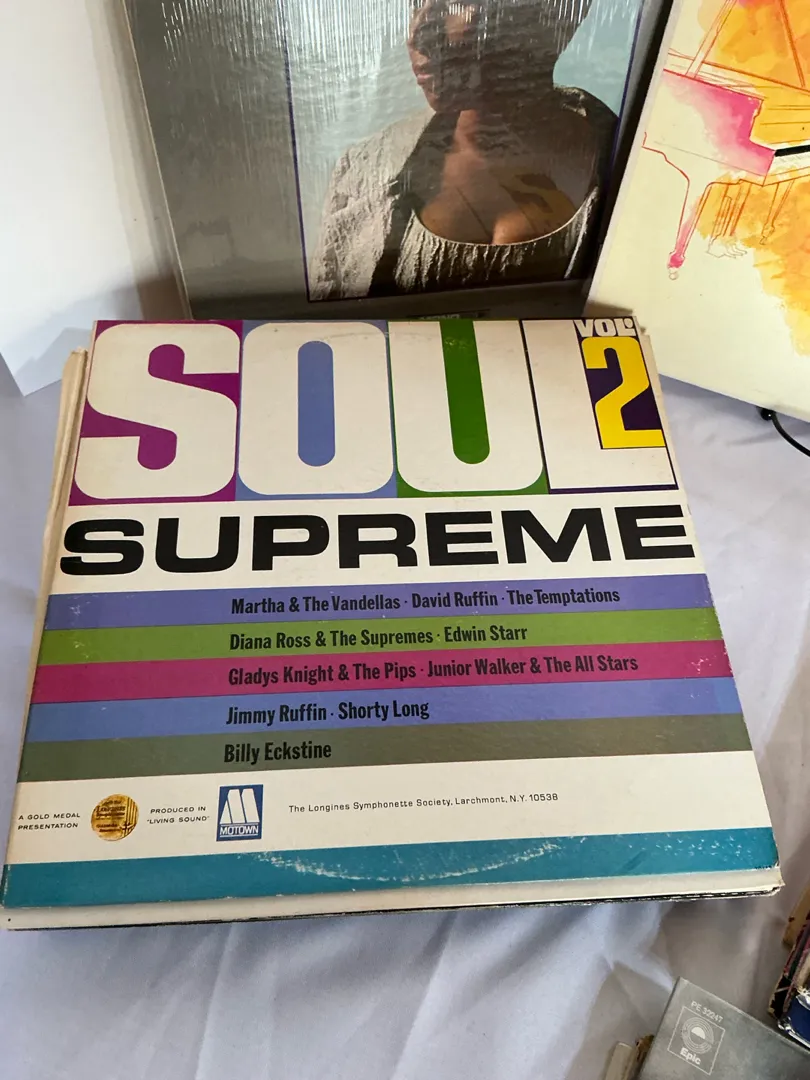 SOUL
VOL.
2
SUPREME
Martha & The Vandellas · David Ruffin · The Temptations
Diana Ross & The Supremes · Edwin Starr
Gladys Knight & The Pips · Junior Walker & The All Stars
Jimmy Ruffin · Shorty Long
Billy Eckstine
A GOLD MEDAL
PRESENTATION
PRODUCED IN
"LIVING SOUND"
MOTOWN
The Longines Symphonette Society, Larchmont, N.Y. 10538
PE 32247
Epic